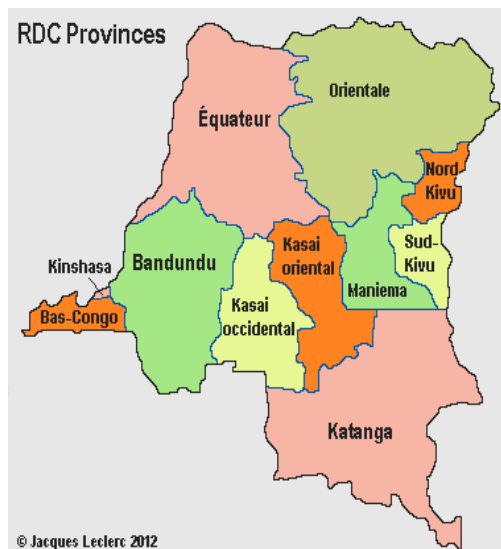 RDC Provinces
Orientale
Équateur
Nord
Kivu
Kasai
oriental
Sud-
Kivu
Kinshasa
Bandundu
Maniema
Kasai
occidental
Bas-Congo
Katanga
© Jacques Leclerc 2012